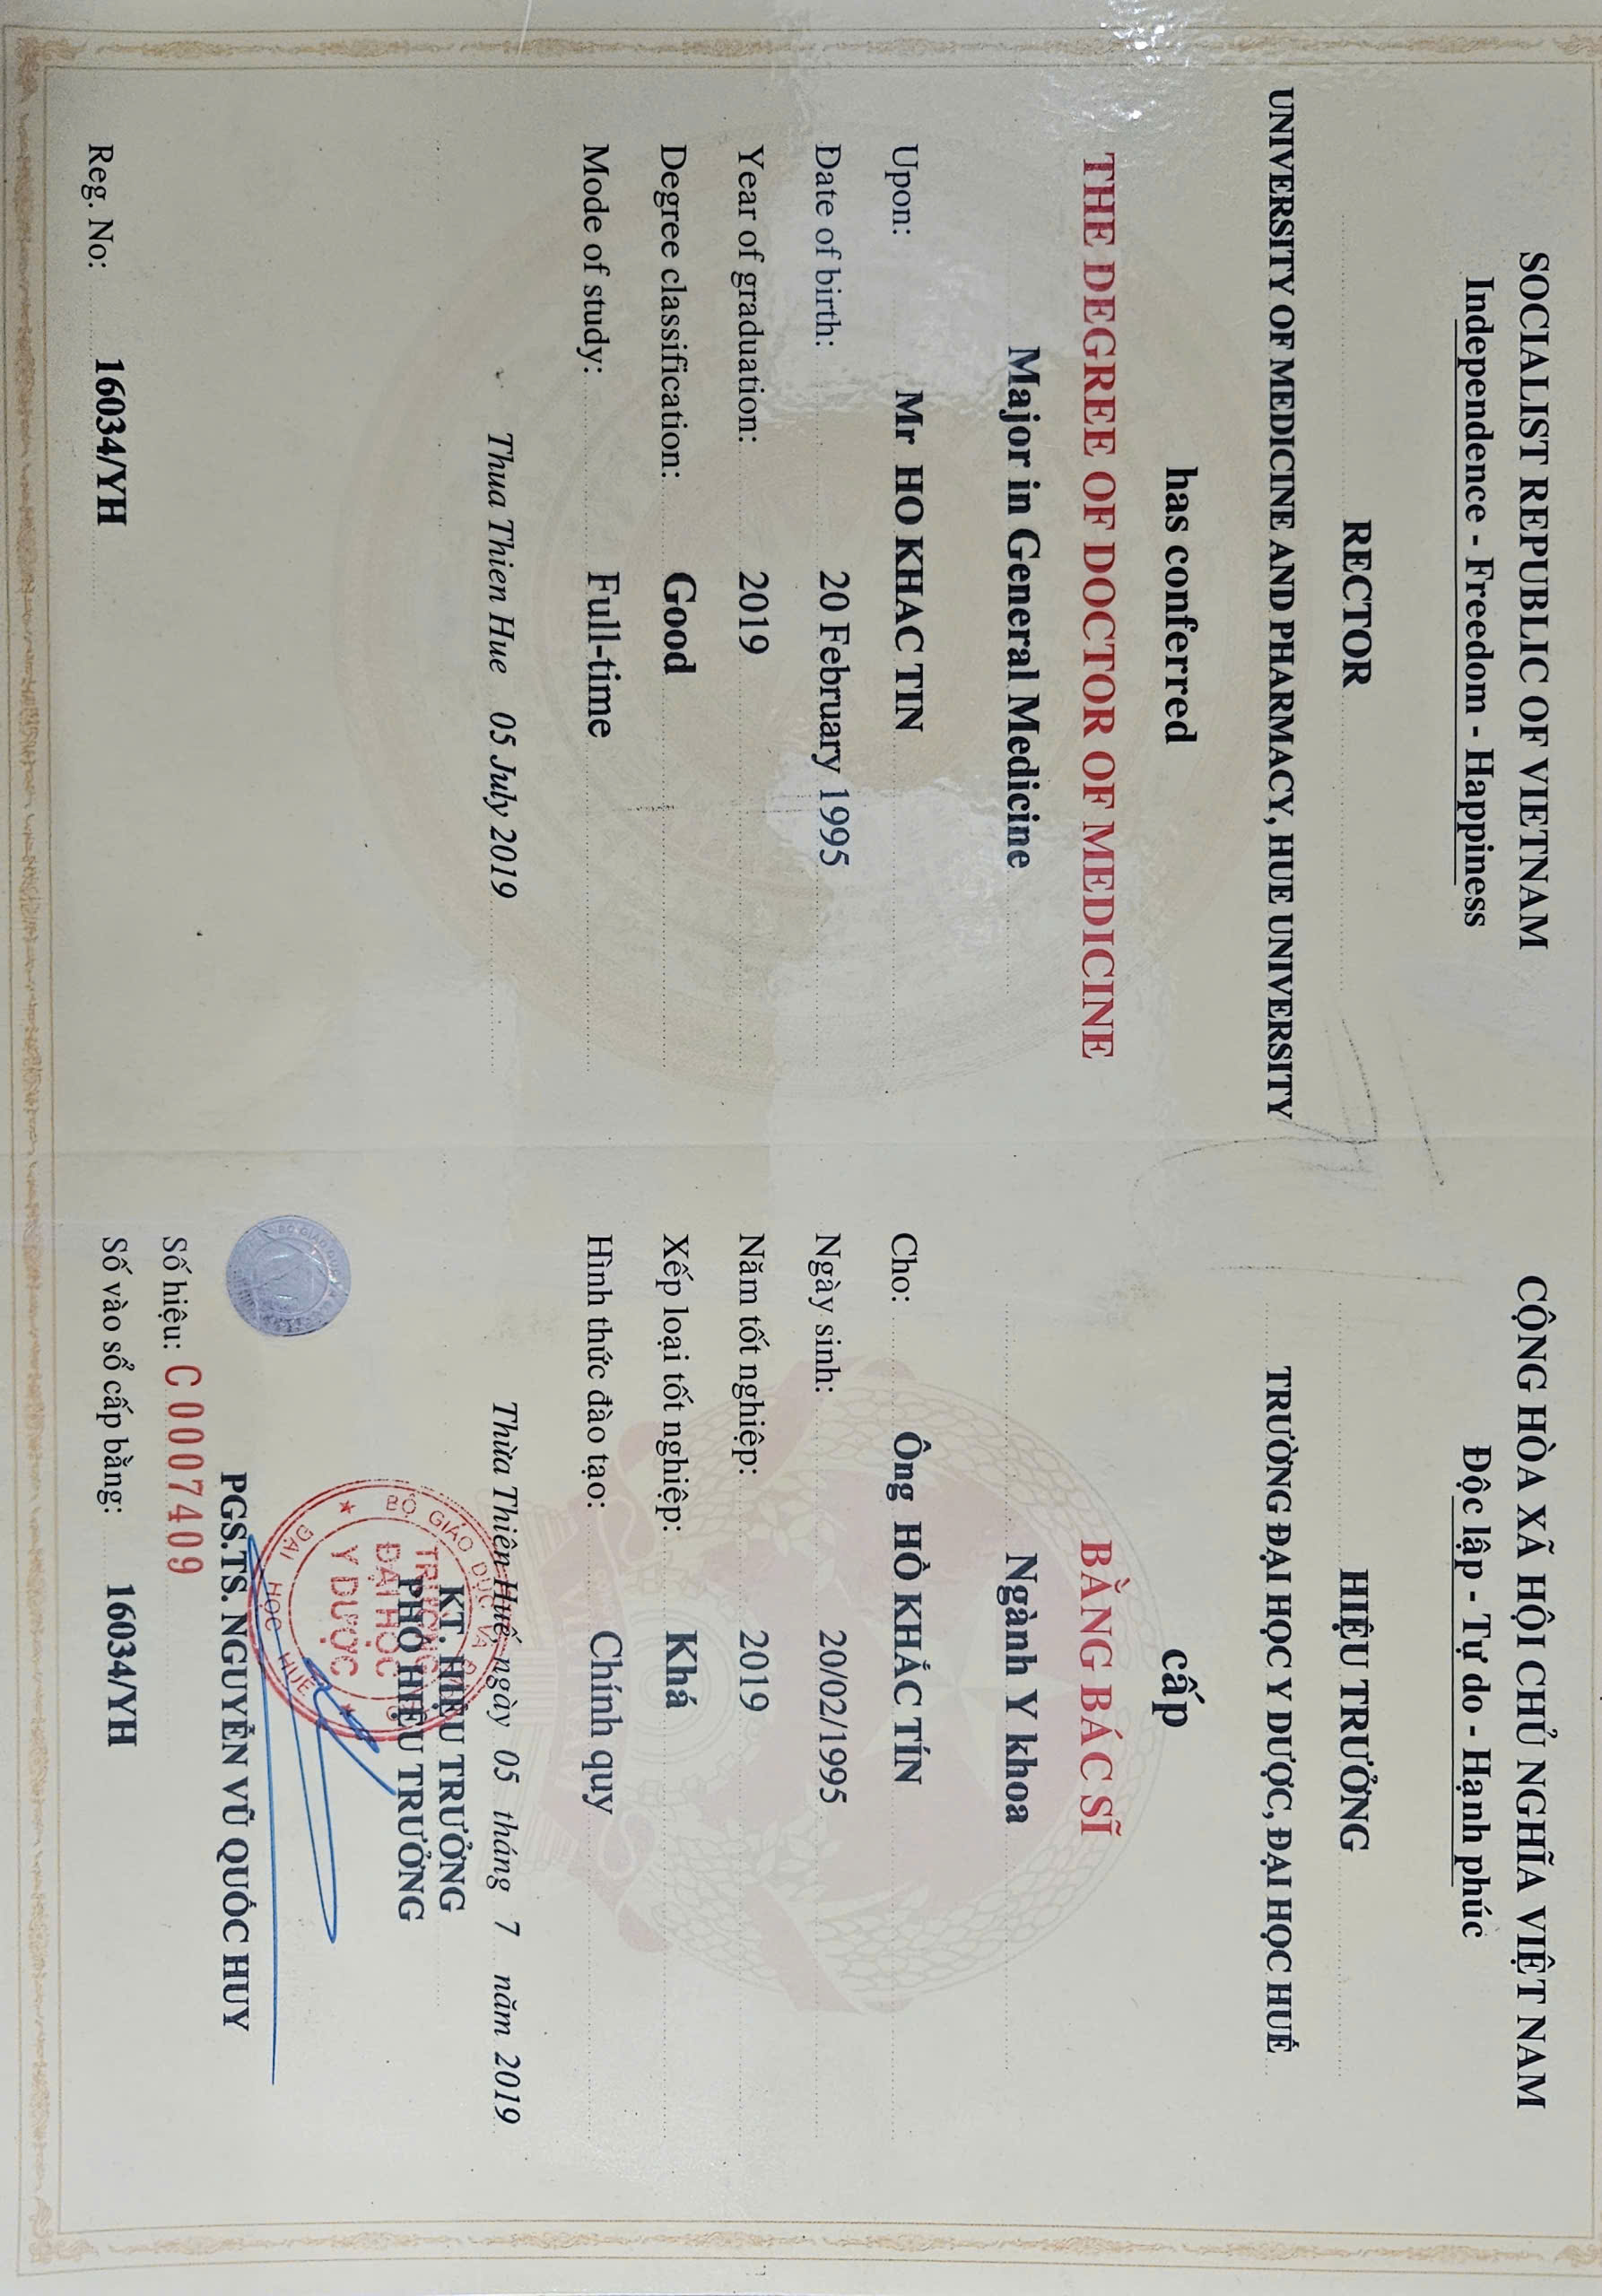 SOCIALIST REPUBLIC OF VIETNAM
Independence - Freedom - Happiness
RECTOR
UNIVERSITY OF MEDICINE AND PHARMACY, HUE UNIVERSITY
has conferred
THE DEGREE OF DOCTOR OF MEDICINE
Major in General Medicine
Upon: Mr HO KHAC TIN
Date of birth: 20 February 1995
Year of graduation: 2019
Degree classification: Good
Mode of study: Full-time
Thua Thien Hue 05 July 2019
Reg. No: 16034/YH
CỘNG HÒA XÃ HỘI CHỦ NGHĨA VIỆT NAM
Độc lập - Tự do - Hạnh phúc
HIỆU TRƯỞNG
TRƯỜNG ĐẠI HỌC Y DƯỢC, ĐẠI HỌC HUẾ
cấp
BẰNG BÁC SĨ
Ngành Y khoa
Cho: Ông HỒ KHẮC TÍN
Ngày sinh: 20/02/1995
Năm tốt nghiệp: 2019
Xếp loại tốt nghiệp: Khá
Hình thức đào tạo: Chính quy
VIỆT NAM
Thừa Thiên Huế, ngày 05 tháng 7 năm 2019
KT. HIỆU TRƯỞNG
PHÓ HIỆU TRƯỞNG
BỘ GIÁO DỤC VÀ
TRƯỜNG
ĐẠI HỌC
Y DƯỢC
ĐẠI HỌC HUẾ
PGS.TS. NGUYỄN VŨ QUỐC HUY
Số hiệu: C 0007409
Số vào sổ cấp bằng: 16034/YH